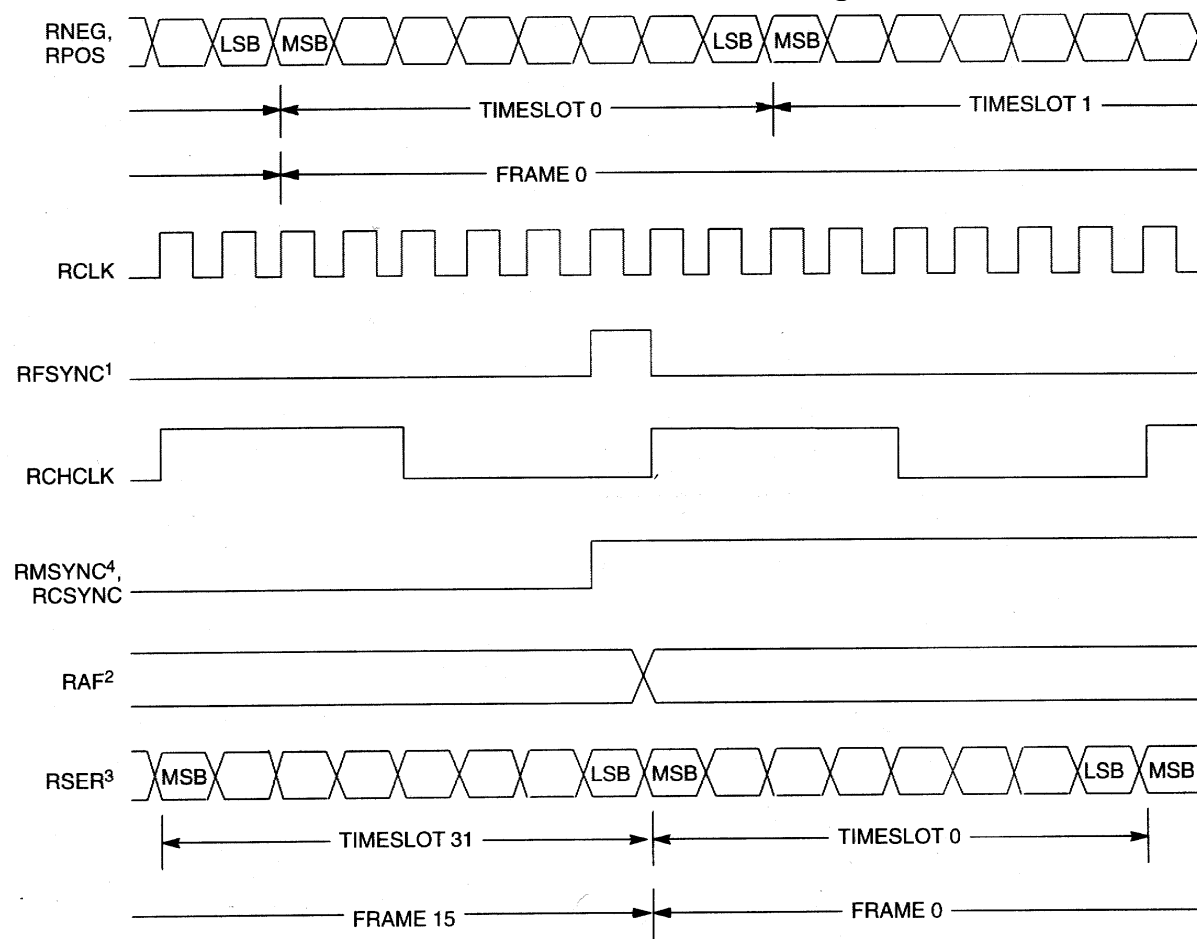 RNEG,
RPOS
LSB MSB LSB MSB
TIMESLOT 0 TIMESLOT 1
FRAME 0
RCLK
RFSYNC1
RCHCLK
RMSYNC4,
RCSYNC
RAF2
RSER3
MSB LSB MSB LSB MSB
TIMESLOT 31 TIMESLOT 0
FRAME 15 FRAME 0